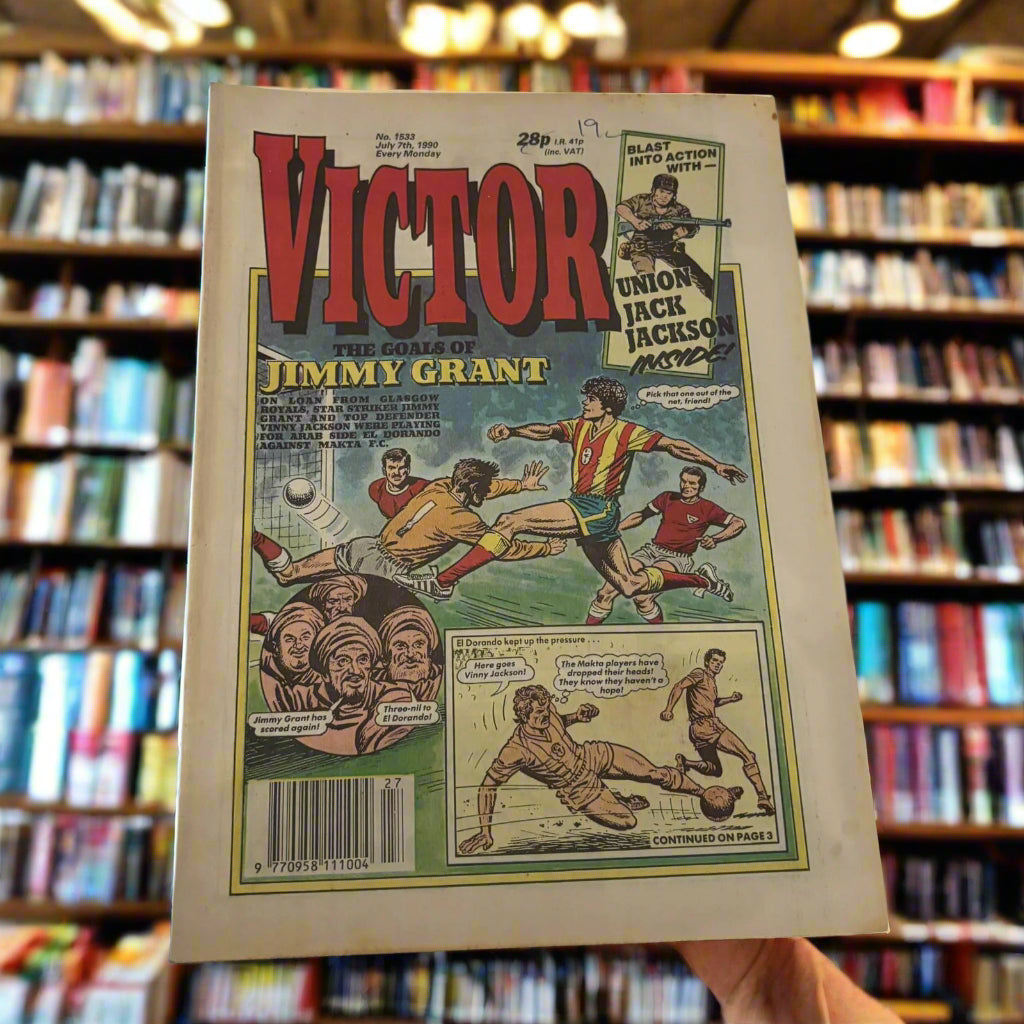 No. 1533
July 7th, 1990
Every Monday
28p I.R. 41p
(inc. VAT)
19
VICTOR
BLAST
INTO ACTION
WITH—
UNION
JACK
JACKSON
INSIDE!
THE GOALS OF
JIMMY GRANT
ON LOAN FROM GLASGOW
ROYALS, STAR STRIKER JIMMY
GRANT AND TOP DEFENDER
VINNY JACKSON WERE PLAYING
FOR ARAB SIDE EL DORANDO
AGAINST MAKTA F.C.
Pick that one out of the
net, friend!
1
Jimmy Grant has
scored again!
Three-nil to
El Dorando!
El Dorando kept up the pressure . . .
Here goes
Vinny Jackson!
The Makta players have
dropped their heads!
They know they haven't a
hope!
CONTINUED ON PAGE 3
27
9 770958 111004